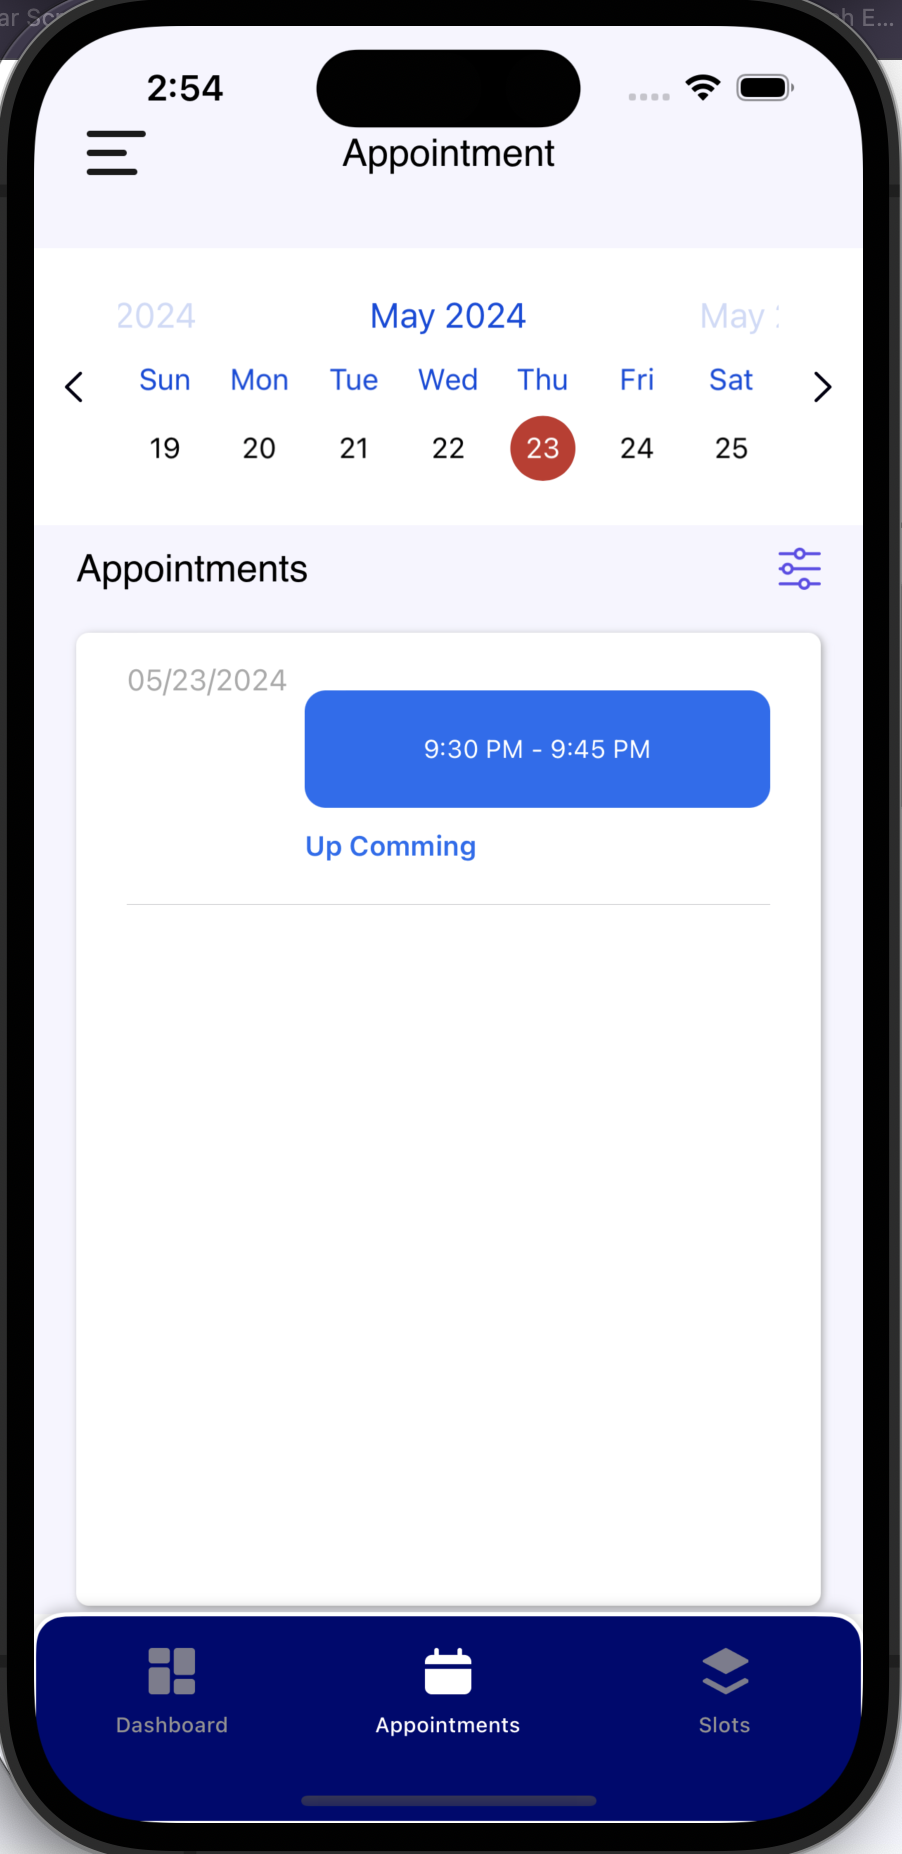 ar Sc
h E...
2:54
Appointment
2024 May 2024 May
Sun Mon Tue Wed Thu Fri Sat
19 20 21 22 23 24 25
Appointments
05/23/2024
9:30 PM - 9:45 PM
Up Comming
Dashboard Appointments Slots